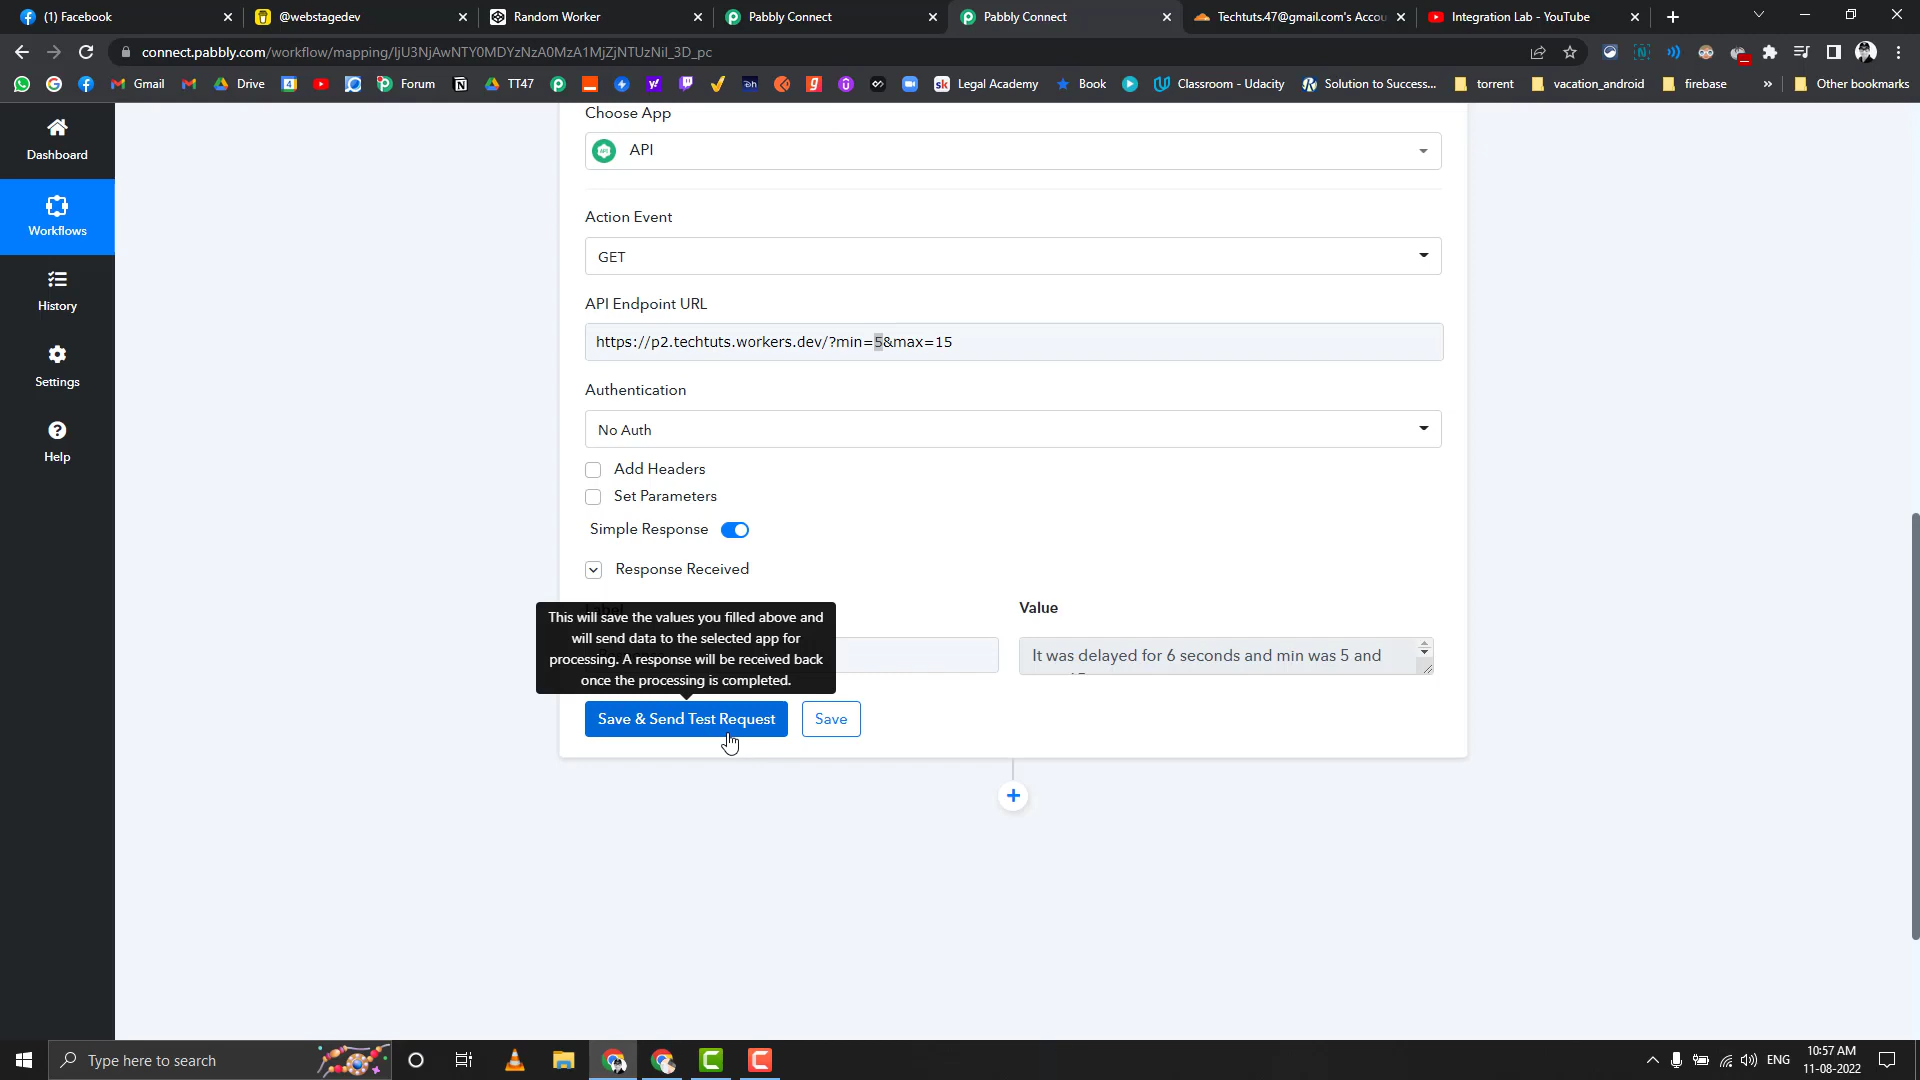 (1) Facebook
@webstagedev
Random Worker
Pabbly Connect
Pabbly Connect
Techtuts.47@gmail.com's Accou
Integration Lab - YouTube
connect.pabbly.com/workflow/mapping/IjU3NjAwNTY0MDYzNzA0MzA1MjZjNTUzNiI_3D_pc
Gmail
Drive
Forum
TT47
Legal Academy
Book
Classroom - Udacity
Solution to Success...
torrent
vacation_android
firebase
Other bookmarks
Dashboard
Workflows
History
Settings
Help
Choose App
API
Action Event
GET
API Endpoint URL
https://p2.techtuts.workers.dev/?min=5&max=15
Authentication
No Auth
Add Headers
Set Parameters
Simple Response
Response Received
Value
It was delayed for 6 seconds and min was 5 and
This will save the values you filled above and
will send data to the selected app for
processing. A response will be received back
once the processing is completed.
Save & Send Test Request
Save
Type here to search
ENG
10:57 AM
11-08-2022